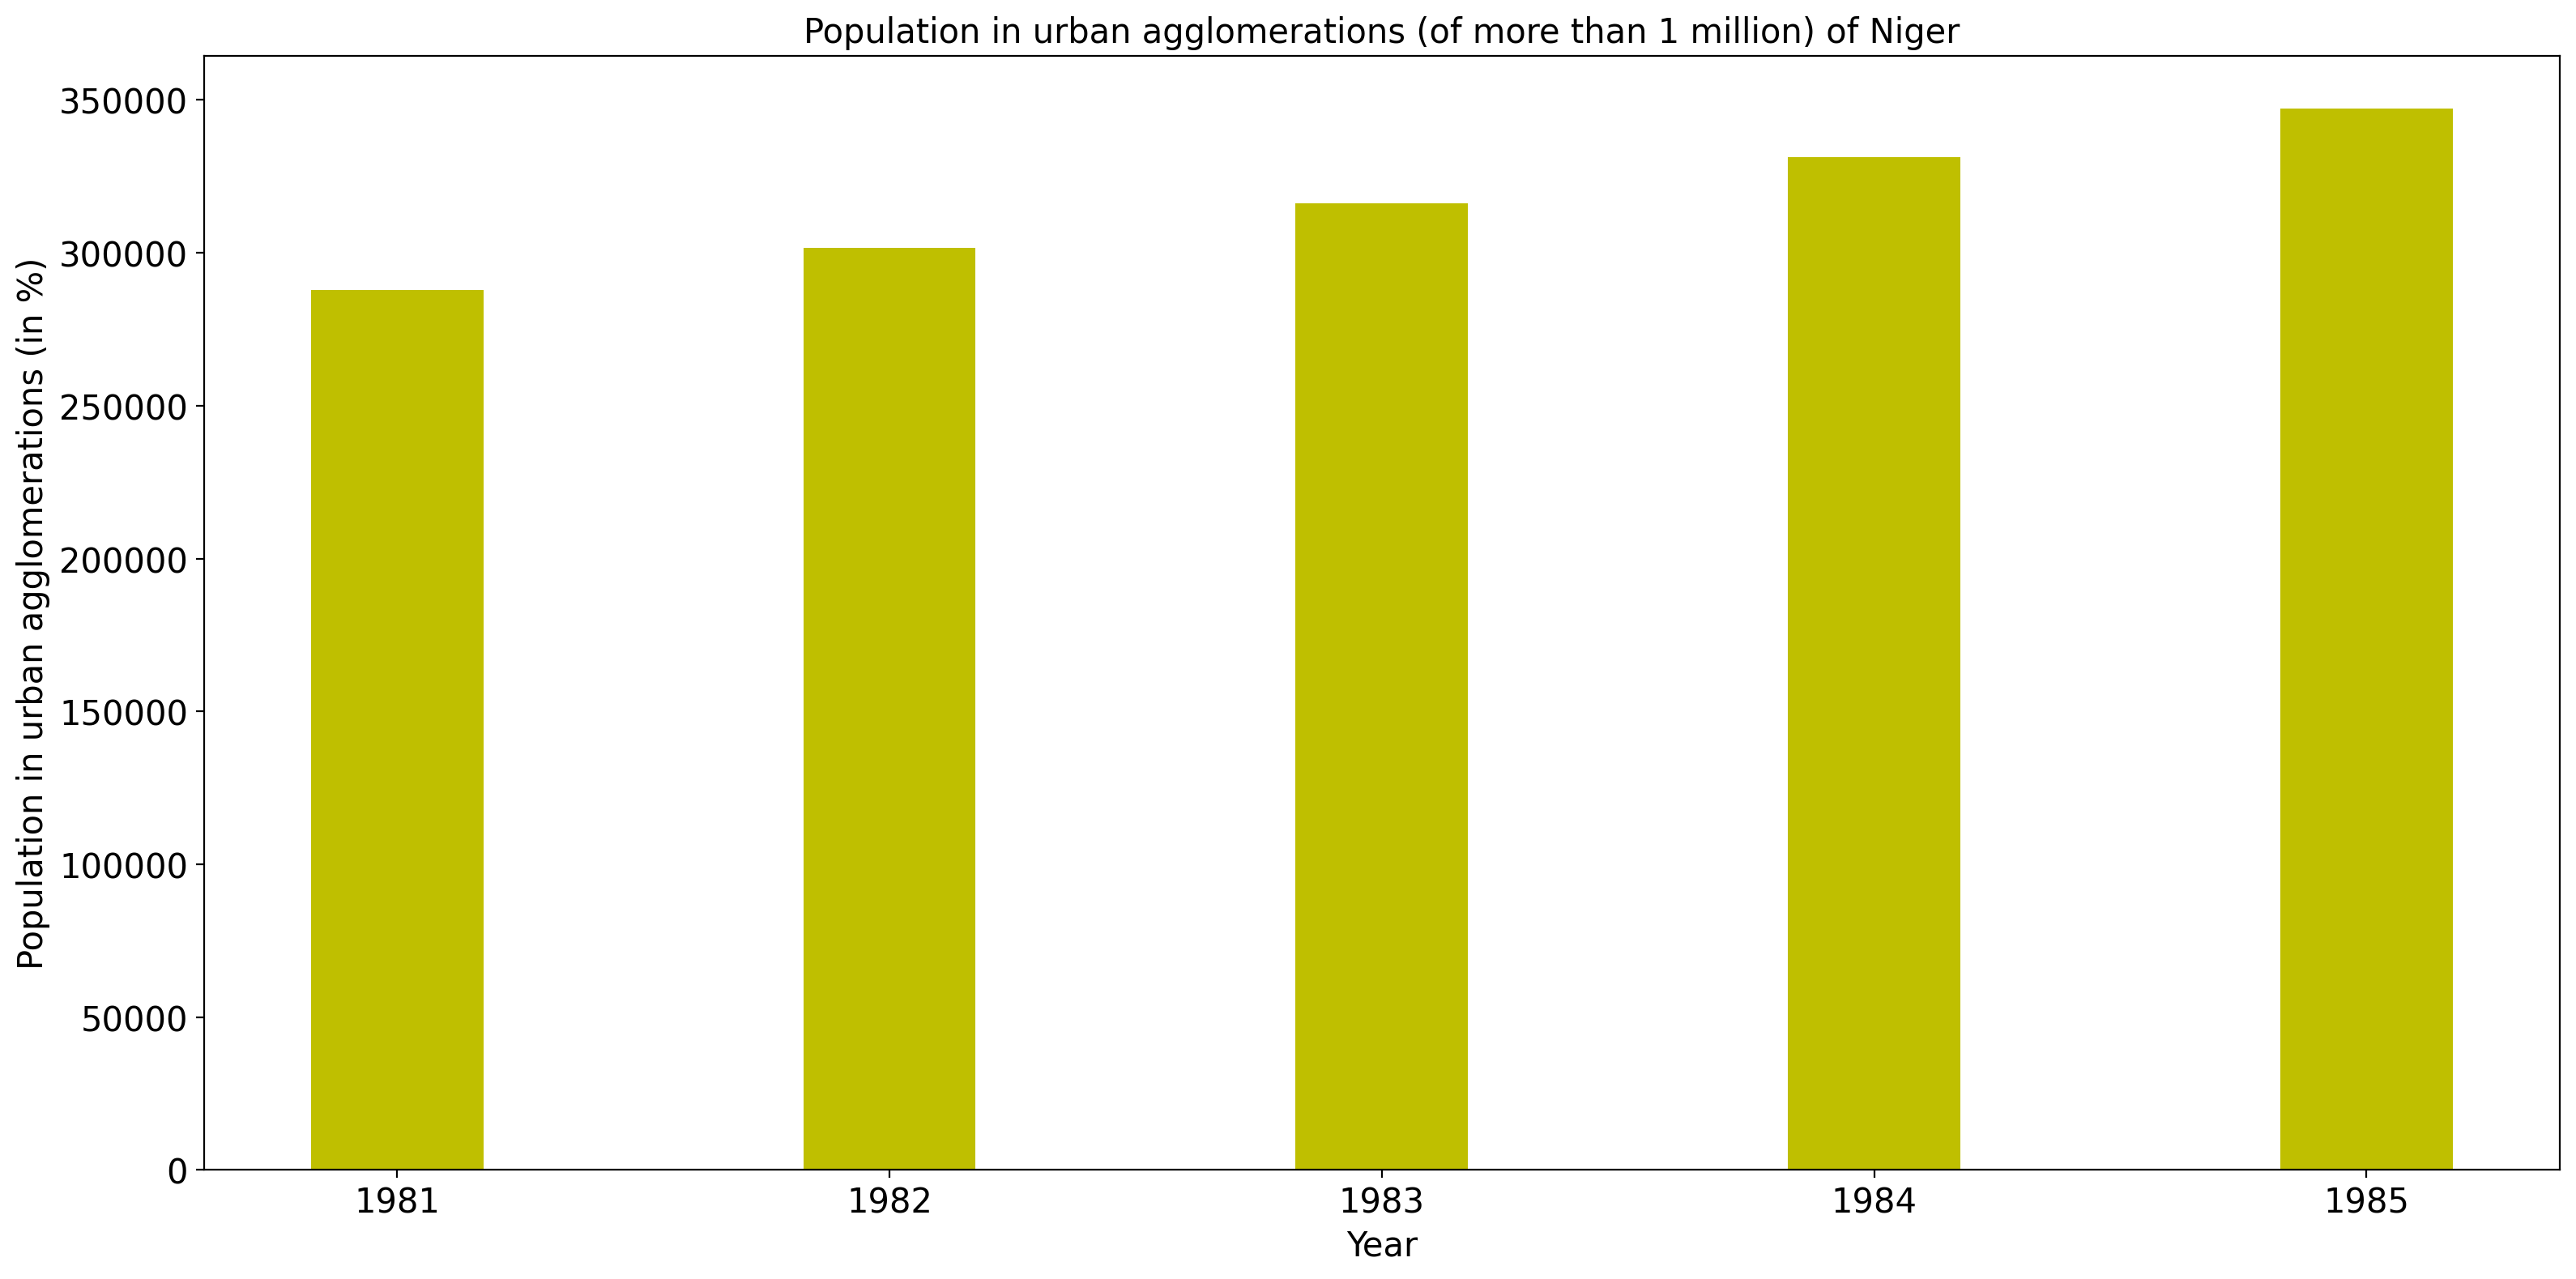 Population in urban agglomerations (of more than 1 million) of Niger
Population in urban agglomerations (in %)
350000
300000
250000
200000
150000
100000
50000
0
1981 1982 1983 1984 1985
Year